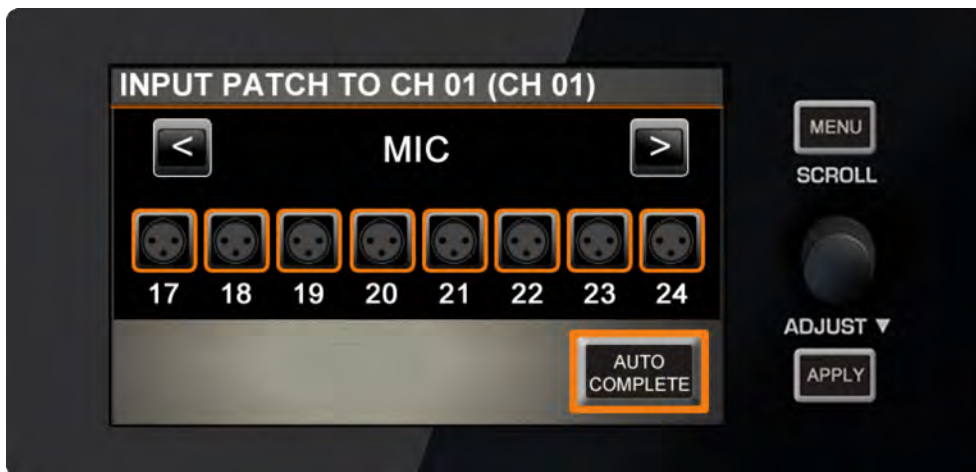 INPUT PATCH TO CH 01 (CH 01)
< MIC >
17 18 19 20 21 22 23 24
AUTO
COMPLETE
MENU
SCROLL
ADJUST ▼
APPLY